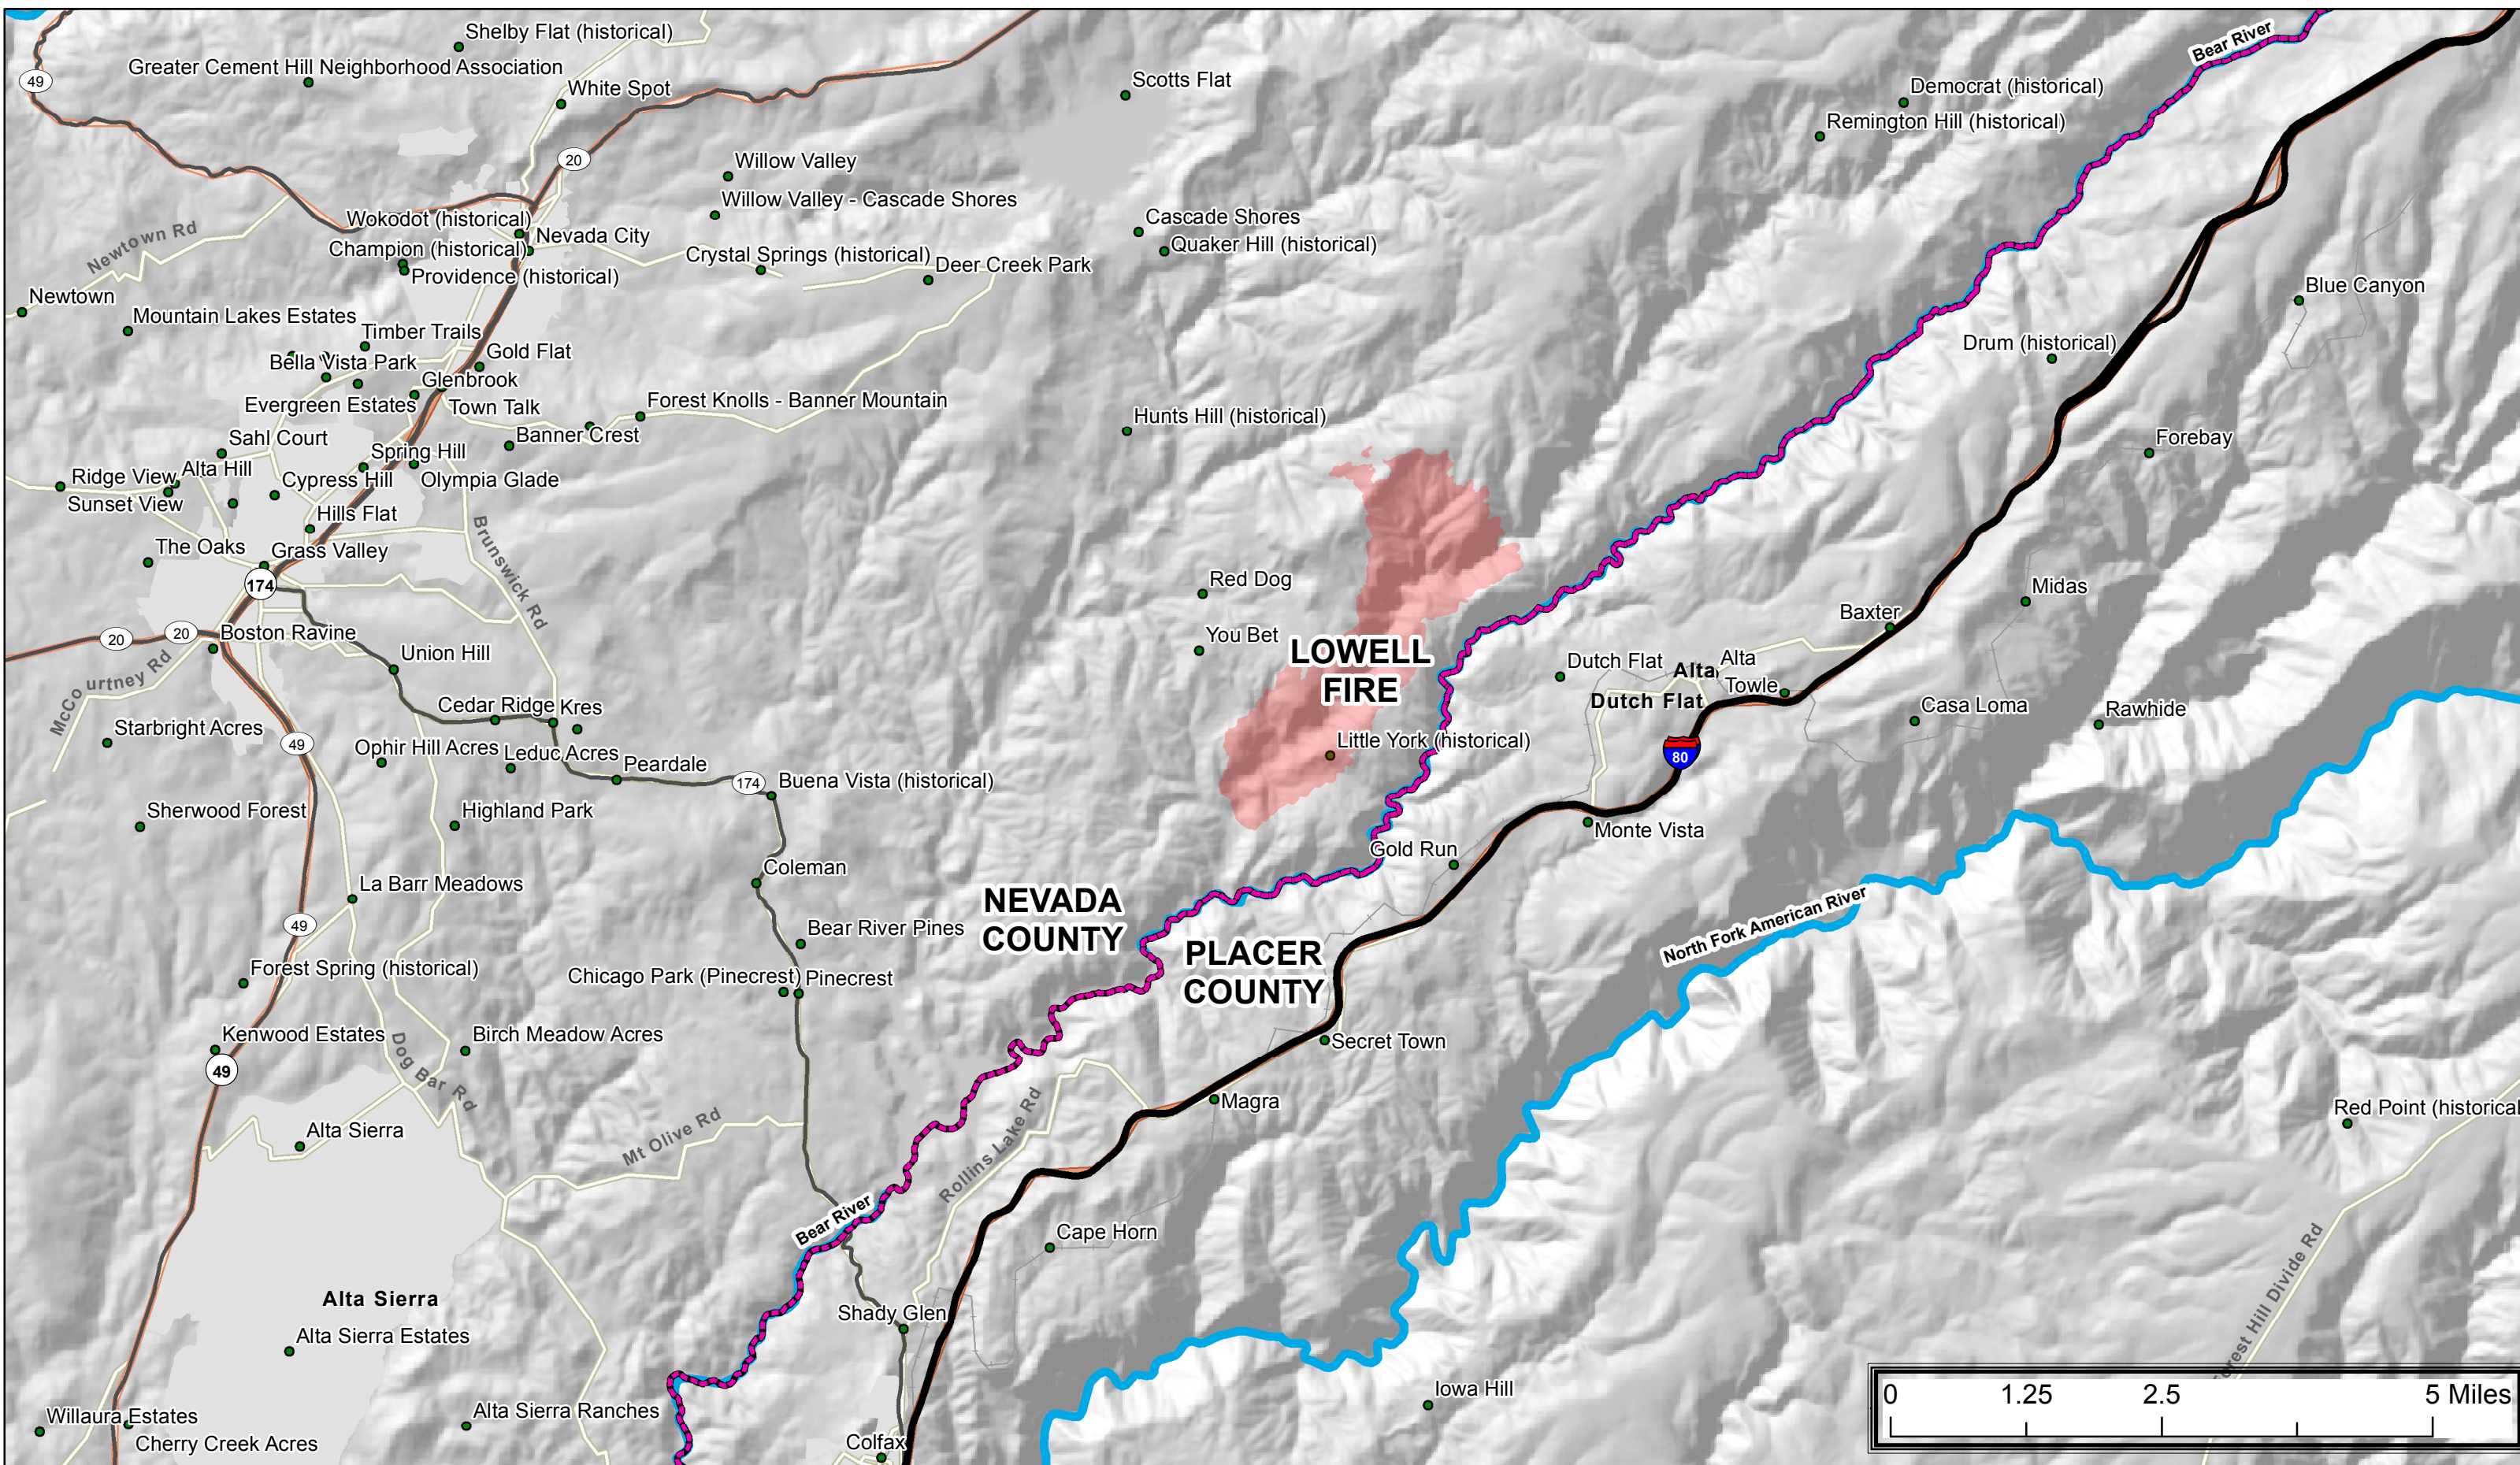 Shelby Flat (historical)
Bear River
Greater Cement Hill Neighborhood Association
49
White Spot
Scotts Flat
Democrat (historical)
Remington Hill (historical)
20
Willow Valley
Willow Valley - Cascade Shores
Wokodot (historical)
Nevada City
Cascade Shores
Newtown Rd
Champion (historical)
Quaker Hill (historical)
Crystal Springs (historical)
Deer Creek Park
Providence (historical)
Blue Canyon
Newtown
Mountain Lakes Estates
Timber Trails
Drum (historical)
Gold Flat
Bella Vista Park
Glenbrook
Evergreen Estates
Town Talk
Forest Knolls - Banner Mountain
Hunts Hill (historical)
Banner Crest
Sahl Court
Forebay
Spring Hill
Ridge View
Alta Hill
Cypress Hill
Olympia Glade
Sunset View
Hills Flat
Brunswick Rd
The Oaks
Grass Valley
174
Red Dog
Midas
Baxter
20
20
Boston Ravine
You Bet
LOWELL
FIRE
Union Hill
Dutch Flat
Alta
Alta
Towle
McCourtney Rd
Dutch Flat
Cedar Ridge
Kres
Casa Loma
Rawhide
Starbright Acres
49
Ophir Hill Acres
Leduc Acres
Peardale
Little York (historical)
80
174
Buena Vista (historical)
Sherwood Forest
Highland Park
Monte Vista
Gold Run
Coleman
La Barr Meadows
NEVADA
COUNTY
49
Bear River Pines
North Fork American River
PLACER
COUNTY
Forest Spring (historical)
Chicago Park (Pinecrest)
Pinecrest
Kenwood Estates
Birch Meadow Acres
Secret Town
49
Dog Bar Rd
Magra
Red Point (historical
Alta Sierra
Mt Olive Rd
Rollins Lake Rd
Bear River
Cape Horn
Alta Sierra
Shady Glen
Alta Sierra Estates
orest Hill Divide Rd
Iowa Hill
0 1.25 2.5 5 Miles
Willaura Estates
Alta Sierra Ranches
Cherry Creek Acres
Colfax